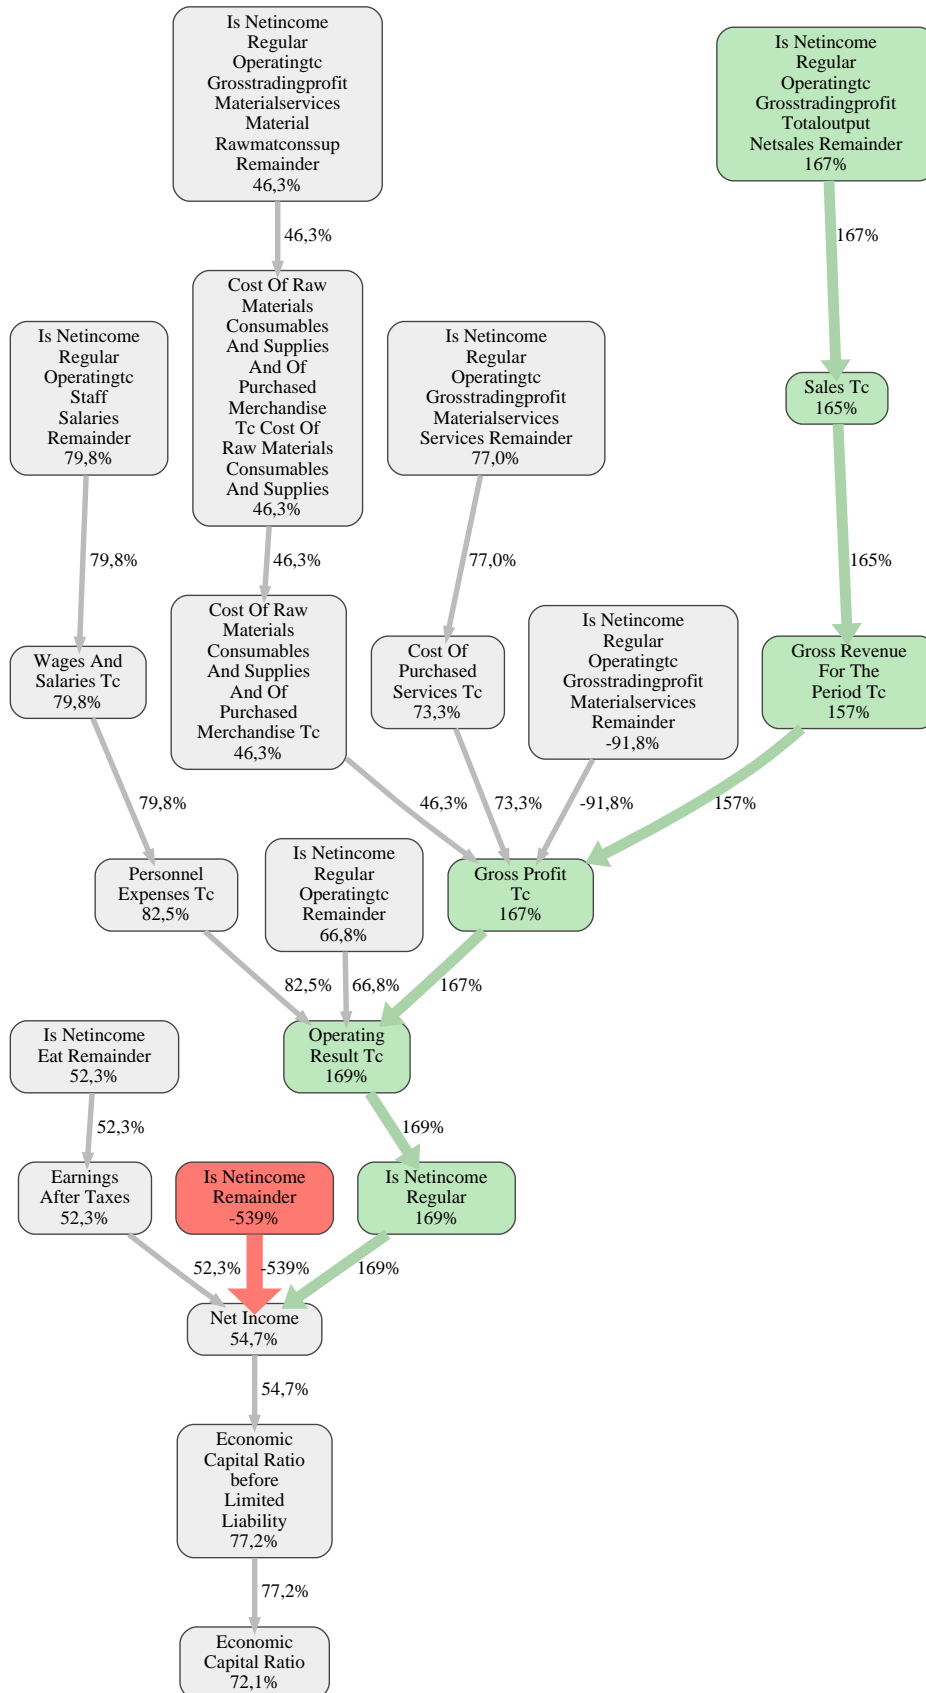 Is Netincome
Regular
Operatingtc
Grosstradingprofit
Materialservices
Material
Rawmatconssup
Remainder
46,3%
Is Netincome
Regular
Operatingtc
Grosstradingprofit
Totaloutput
Netsales Remainder
167%
46,3%
167%
Cost Of Raw
Materials
Consumables
And Supplies
And Of
Purchased
Merchandise
Tc Cost Of
Raw Materials
Consumables
And Supplies
46,3%
Is Netincome
Regular
Operatingtc
Staff
Salaries
Remainder
79,8%
Is Netincome
Regular
Operatingtc
Grosstradingprofit
Materialservices
Services Remainder
77,0%
Sales Tc
165%
79,8%
46,3%
77,0%
165%
Cost Of Raw
Materials
Consumables
And Supplies
And Of
Purchased
Merchandise Tc
46,3%
Is Netincome
Regular
Operatingtc
Grosstradingprofit
Materialservices
Remainder
-91,8%
Wages And
Salaries Tc
79,8%
Cost Of
Purchased
Services Tc
73,3%
Gross Revenue
For The
Period Tc
157%
79,8%
46,3%
73,3%
-91,8%
157%
Personnel
Expenses Tc
82,5%
Is Netincome
Regular
Operatingtc
Remainder
66,8%
Gross Profit
Tc
167%
82,5%
66,8%
167%
Is Netincome
Eat Remainder
52,3%
Operating
Result Tc
169%
52,3%
169%
Earnings
After Taxes
52,3%
Is Netincome
Remainder
-539%
Is Netincome
Regular
169%
52,3%
-539%
169%
Net Income
54,7%
54,7%
Economic
Capital Ratio
before
Limited
Liability
77,2%
77,2%
Economic
Capital Ratio
72,1%